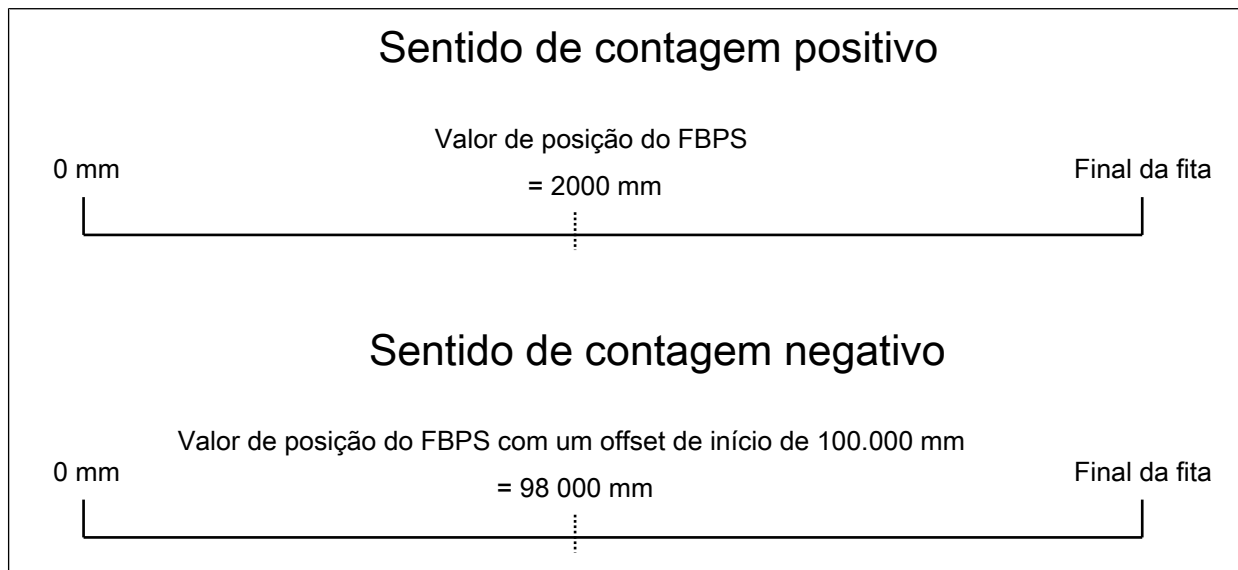 Sentido de contagem positivo
Valor de posição do FBPS
0 mm
Final da fita
= 2000 mm
Sentido de contagem negativo
Valor de posição do FBPS com um offset de início de 100.000 mm
0 mm
Final da fita
= 98 000 mm